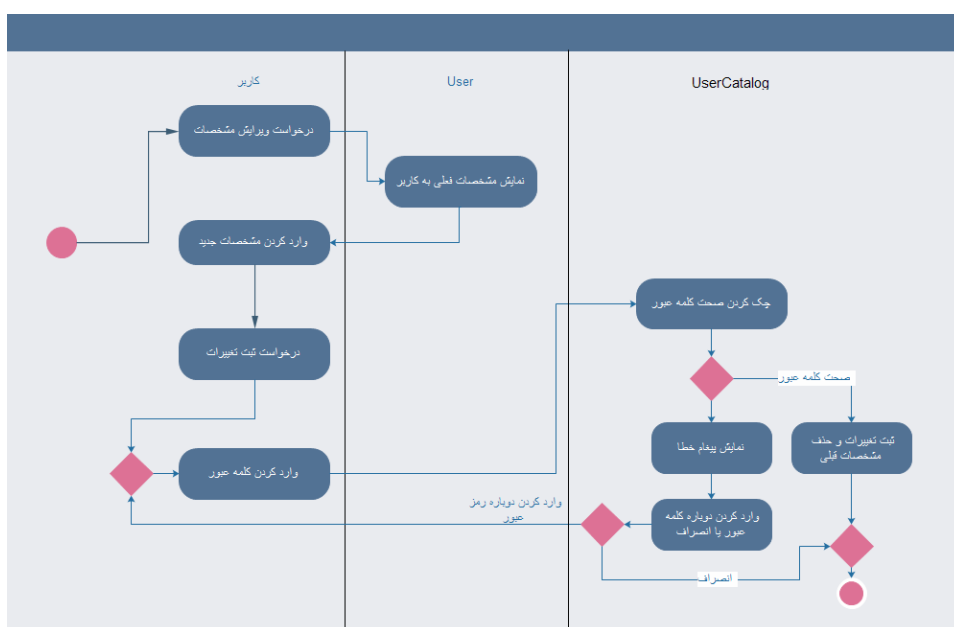 کاربر
User
UserCatalog
درخواست ویرایش مشخصات
نمایش مشخصات فعلی به کاربر
وارد کردن مشخصات جدید
چک کردن صحت کلمه عبور
درخواست ثبت تغییرات
صحت کلمه عبور
نمایش پیغام خطا
ثبت تغییرات و حذف
مشخصات قبلی
وارد کردن کلمه عبور
وارد کردن دوباره رمز
عبور
وارد کردن دوباره کلمه
عبور یا انصراف
انصراف